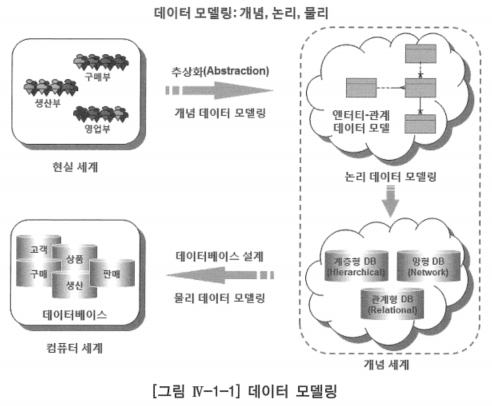 데이터 모델링: 개념, 논리, 물리
구매부
생산부
영업부
현실 세계
추상화(Abstraction)
개념 데이터 모델링
앤터티-관계
데이터 모델
논리 데이터 모델링
계층형 DB
(Hierarchical)
망형 DB
(Network)
관계형 DB
(Relational)
개념 세계
데이터베이스 설계
물리 데이터 모델링
고객
상품
구매
판매
생산
데이터베이스
컴퓨터 세계
[그림 Ⅳ-1-1] 데이터 모델링